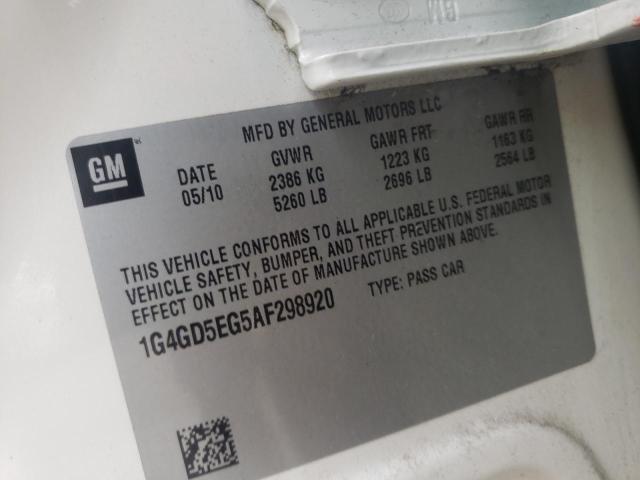 GM
MFD BY GENERAL MOTORS LLC
DATE GVWR GAWR FRT GAWR RR
05/10 2386 KG 1223 KG 1163 KG
5260 LB 2696 LB 2564 LB
THIS VEHICLE CONFORMS TO ALL APPLICABLE U.S. FEDERAL MOTOR
VEHICLE SAFETY, BUMPER, AND THEFT PREVENTION STANDARDS IN
EFFECT ON THE DATE OF MANUFACTURE SHOWN ABOVE.
1G4GD5EG5AF298920 TYPE: PASS CAR